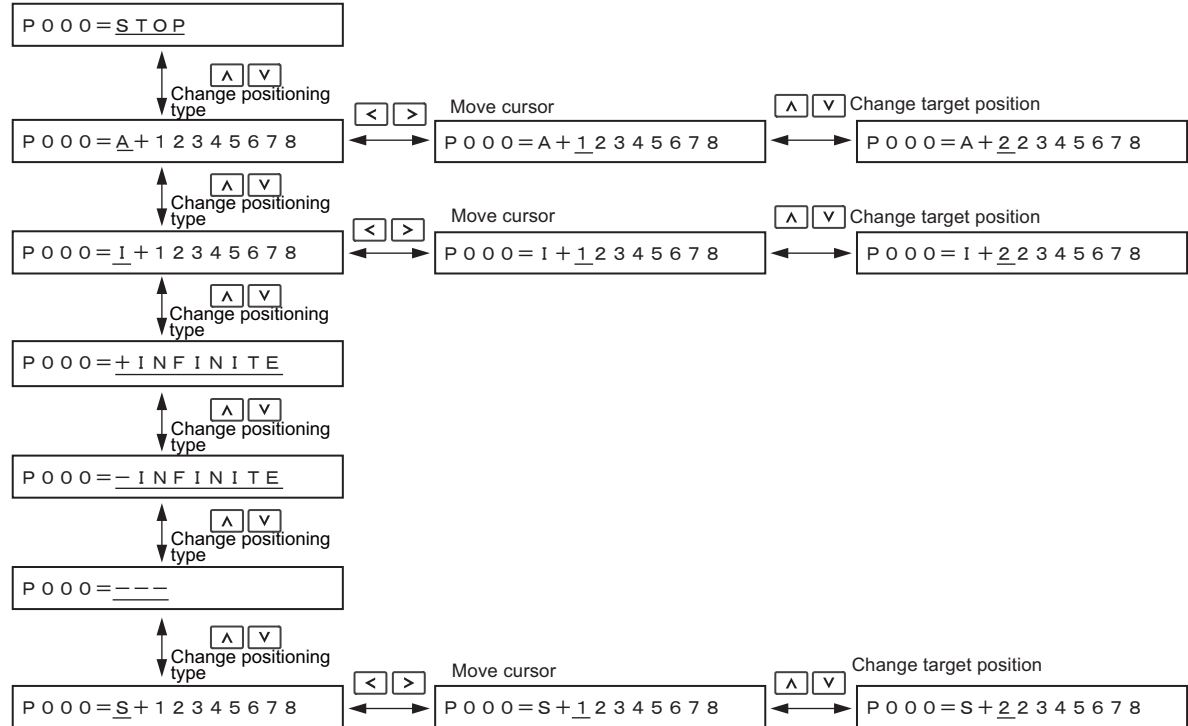 P000=STOP
∧ ∨
Change positioning
type
< >
Move cursor
∧ ∨ Change target position
P000=A+12345678
P000=A+12345678
P000=A+22345678
∧ ∨
Change positioning
type
< >
Move cursor
∧ ∨ Change target position
P000=I+12345678
P000=I+12345678
P000=I+22345678
∧ ∨
Change positioning
type
P000=+INFINITE
∧ ∨
Change positioning
type
P000=−INFINITE
∧ ∨
Change positioning
type
P000=−−−
∧ ∨
Change positioning
type
< >
Move cursor
∧ ∨ Change target position
P000=S+12345678
P000=S+12345678
P000=S+22345678